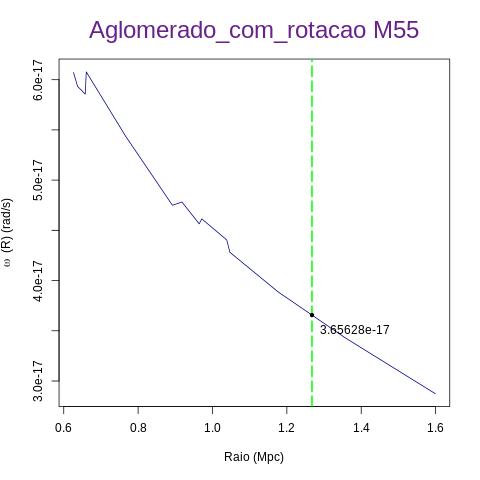 Aglomerado_com_rotacao M55
ω (R) (rad/s)
6.0e-17
5.0e-17
4.0e-17
3.0e-17
3.65628e-17
0.6 0.8 1.0 1.2 1.4 1.6
Raio (Mpc)